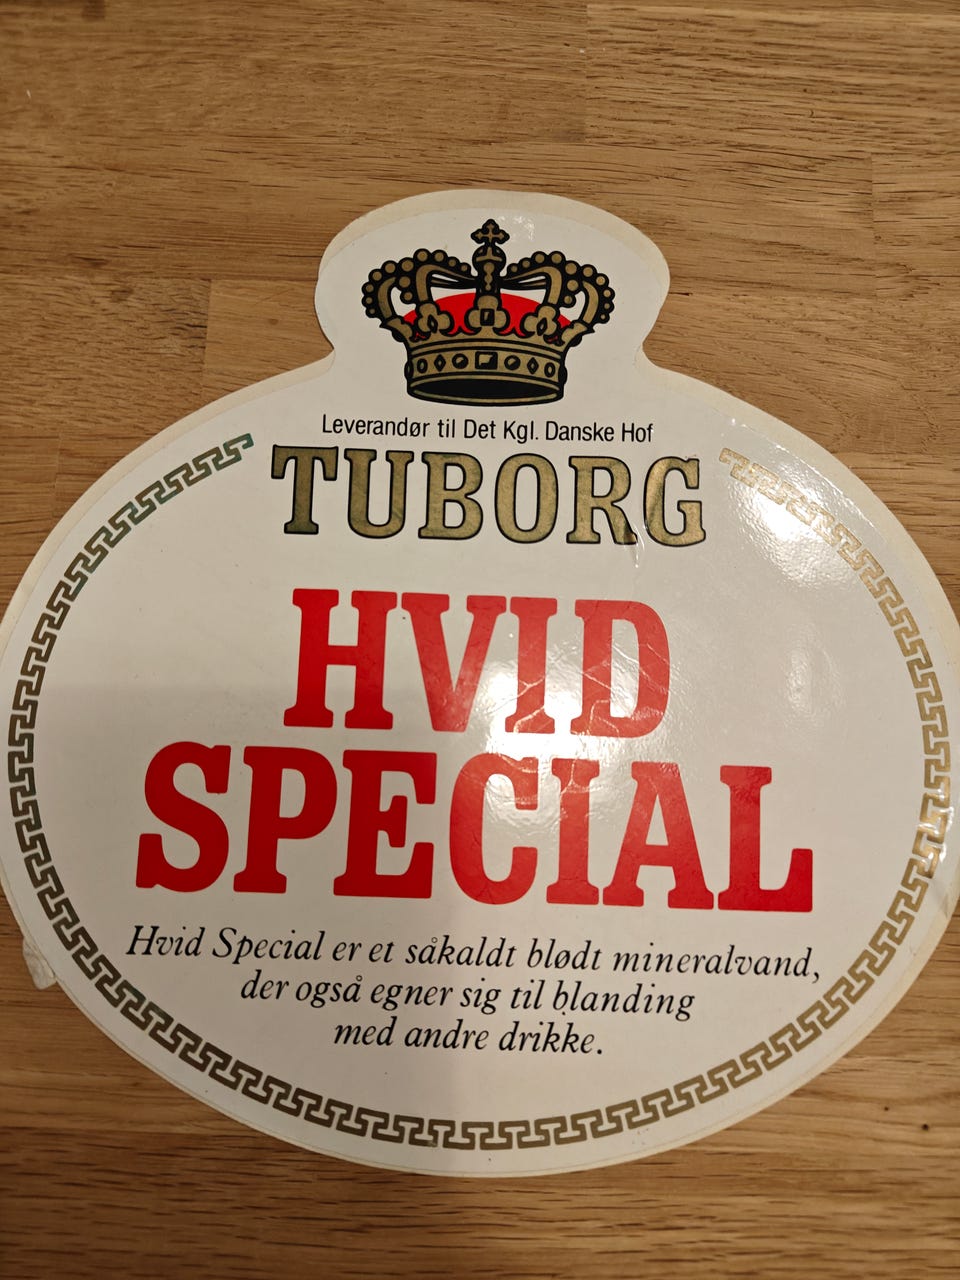 Leverandør til Det Kgl. Danske Hof
TUBORG
HVID
SPECIAL
Hvid Special er et såkaldt blødt mineralvand,
der også egner sig til blanding
med andre drikke.